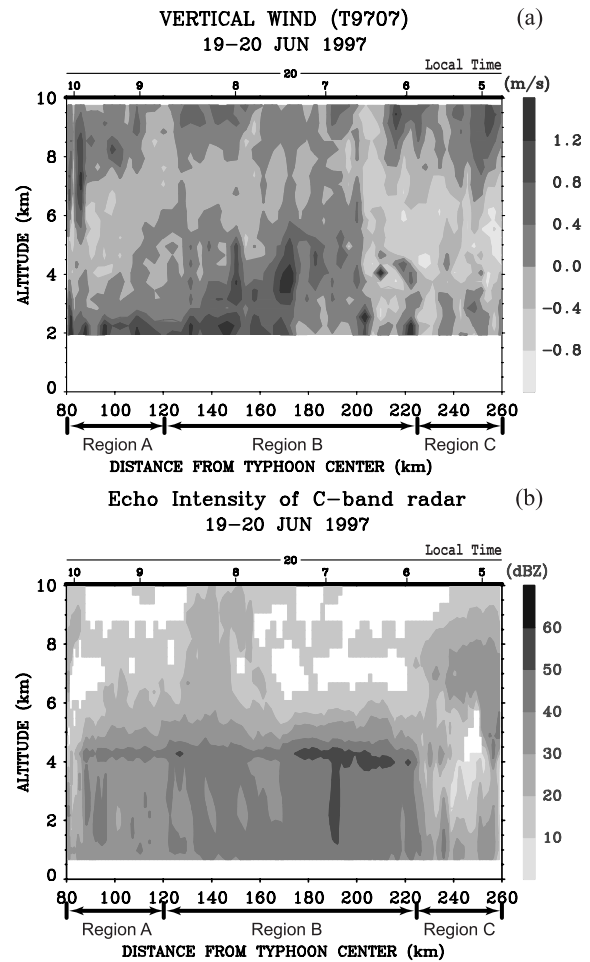 VERTICAL WIND (T9707) (a)
19−20 JUN 1997
Local Time
10 9 8 20 7 6 5
(m/s)
10
8
6
4
2
0
ALTITUDE (km)
1.2
0.8
0.4
0.0
−0.4
−0.8
80 100 120 140 160 180 200 220 240 260
Region A Region B Region C
DISTANCE FROM TYPHOON CENTER (km)
Echo Intensity of C−band radar (b)
19−20 JUN 1997
Local Time
10 9 8 20 7 6 5
(dBZ)
10
8
6
4
2
0
ALTITUDE (km)
60
50
40
30
20
10
80 100 120 140 160 180 200 220 240 260
Region A Region B Region C
DISTANCE FROM TYPHOON CENTER (km)